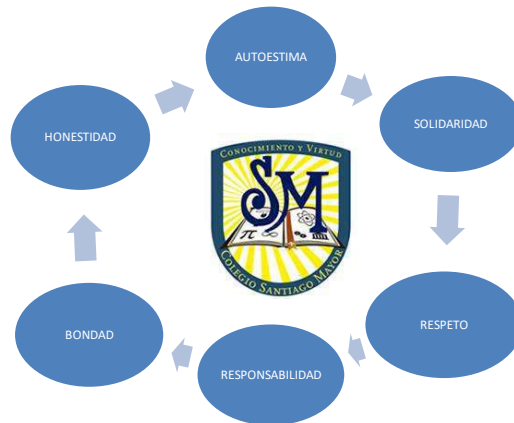 AUTOESTIMA
SOLIDARIDAD
RESPETO
RESPONSABILIDAD
BONDAD
HONESTIDAD
CONOCIMIENTO Y VIRTUD
SM
π
COLEGIO SANTIAGO MAYOR